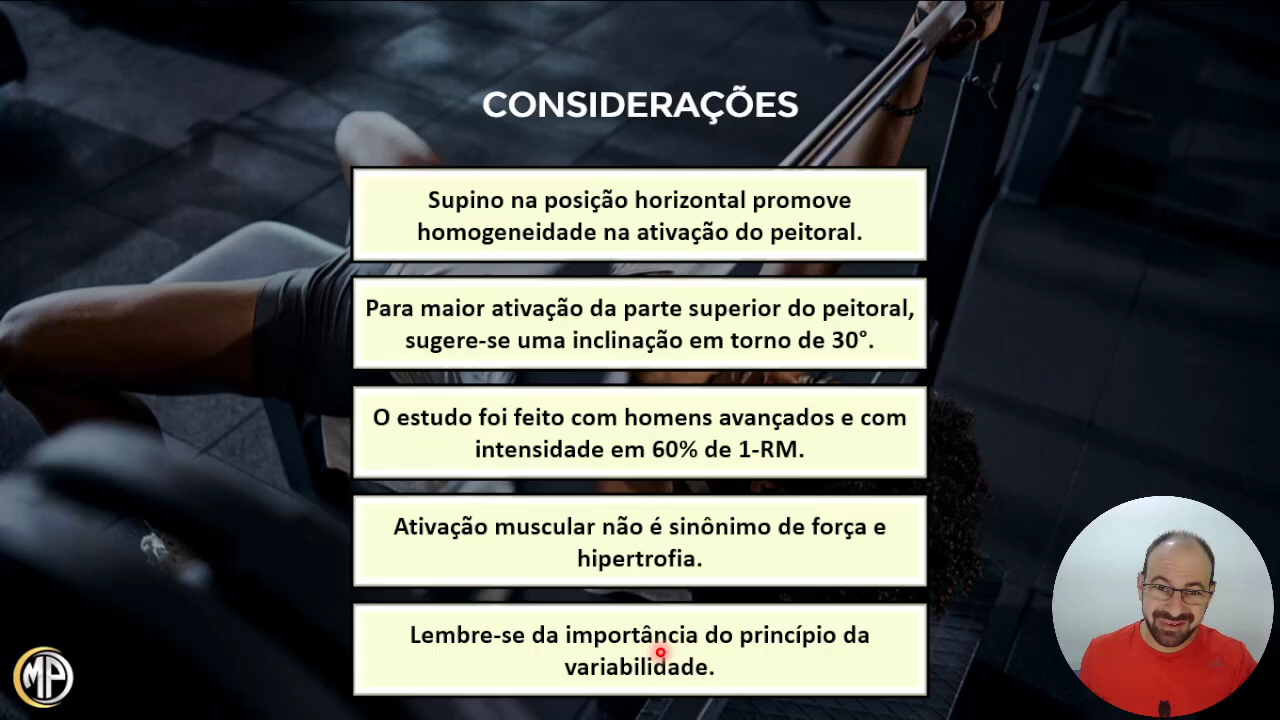 CONSIDERAÇÕES
Supino na posição horizontal promove
homogeneidade na ativação do peitoral.
Para maior ativação da parte superior do peitoral,
sugere-se uma inclinação em torno de 30°.
O estudo foi feito com homens avançados e com
intensidade em 60% de 1-RM.
Ativação muscular não é sinônimo de força e
hipertrofia.
Lembre-se da importância do princípio da
variabilidade.
MP